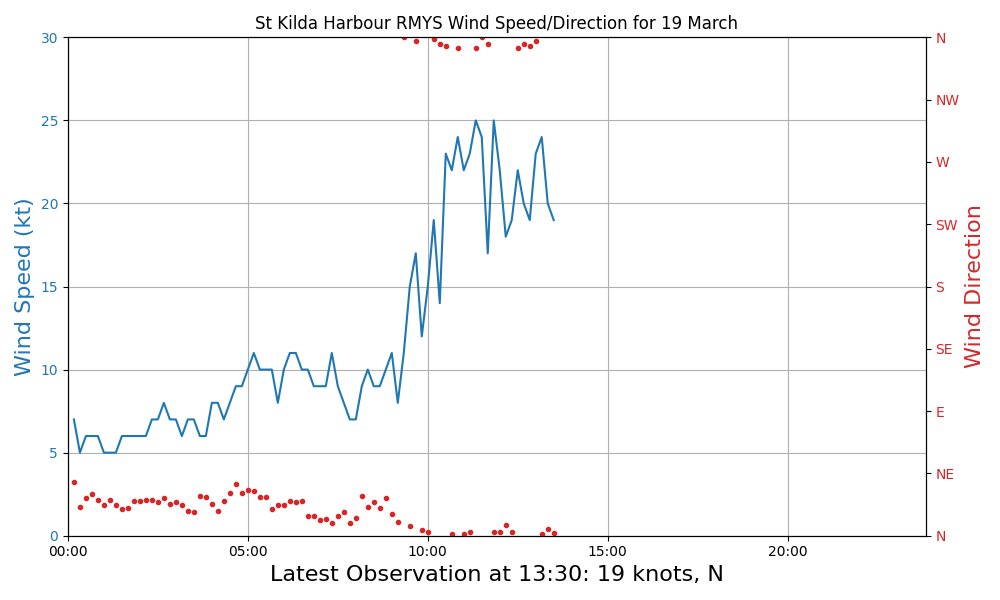 St Kilda Harbour RMYS Wind Speed/Direction for 19 March
30
25
20
15
10
5
0
Wind Speed (kt)
N
NW
W
SW
S
SE
E
NE
N
Wind Direction
00:00 05:00 10:00 15:00 20:00
Latest Observation at 13:30: 19 knots, N